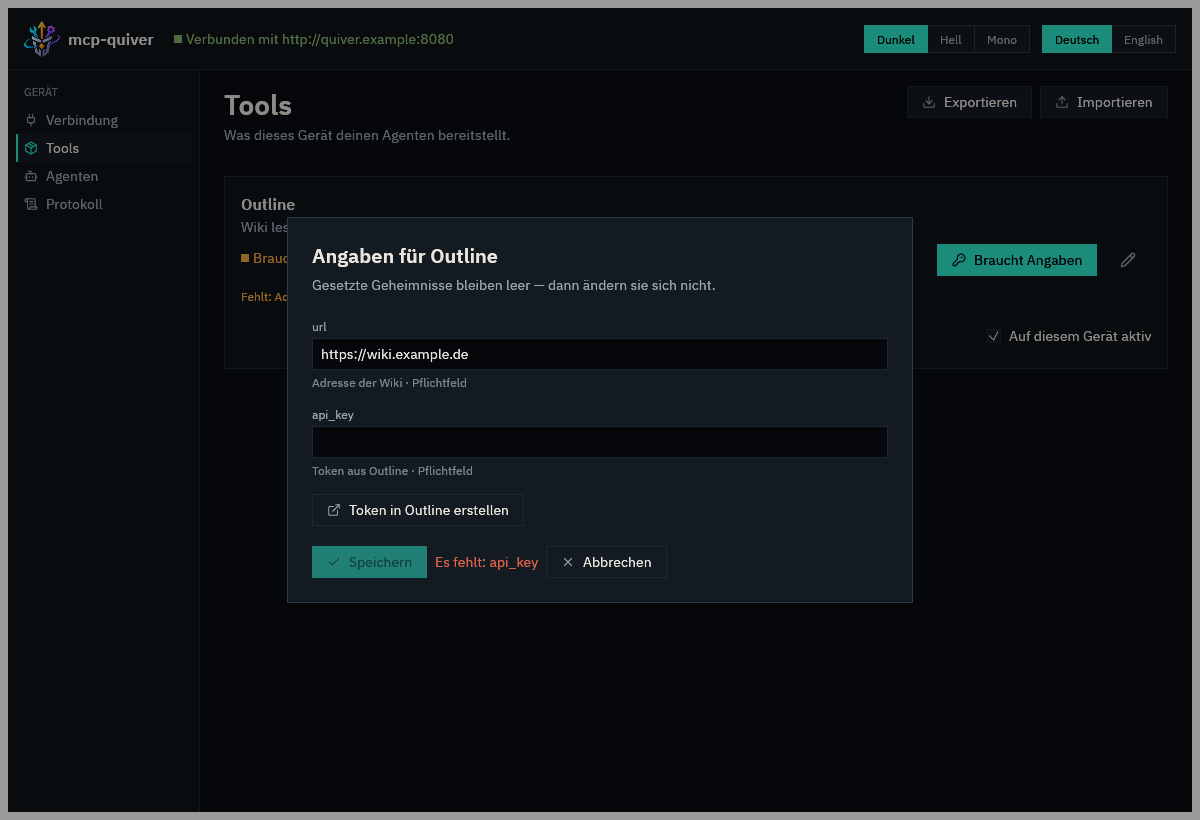 mcp-quiver
Verbunden mit http://quiver.example:8080
Dunkel
Hell
Mono
Deutsch
English
GERÄT
Verbindung
Tools
Agenten
Protokoll
Tools
Was dieses Gerät deinen Agenten bereitstellt.
Exportieren
Importieren
Outline
Wiki
Braucht Angaben
Auf diesem Gerät aktiv
Fehlt:
Angaben für Outline
Gesetzte Geheimnisse bleiben leer — dann ändern sie sich nicht.
url
https://wiki.example.de
Adresse der Wiki · Pflichtfeld
api_key
Token aus Outline · Pflichtfeld
Token in Outline erstellen
Speichern
Es fehlt: api_key
Abbrechen